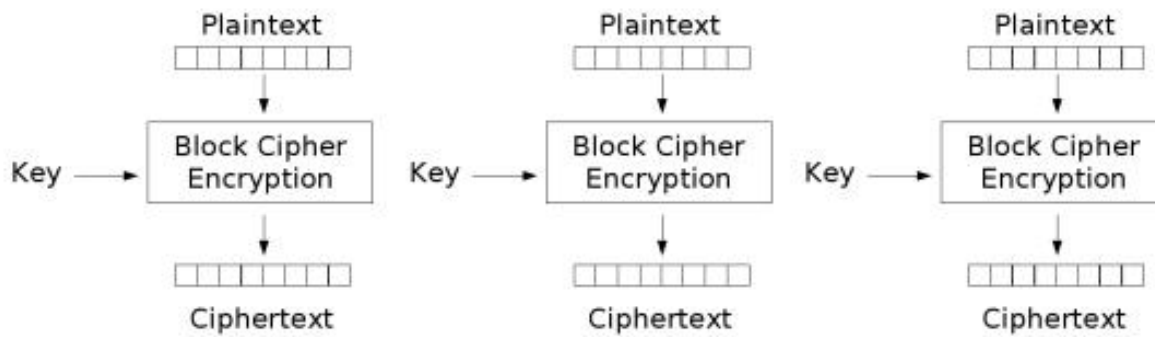 Plaintext Plaintext Plaintext
Block Cipher Block Cipher Block Cipher
Key Key Key
Encryption Encryption Encryption
Ciphertext Ciphertext Ciphertext